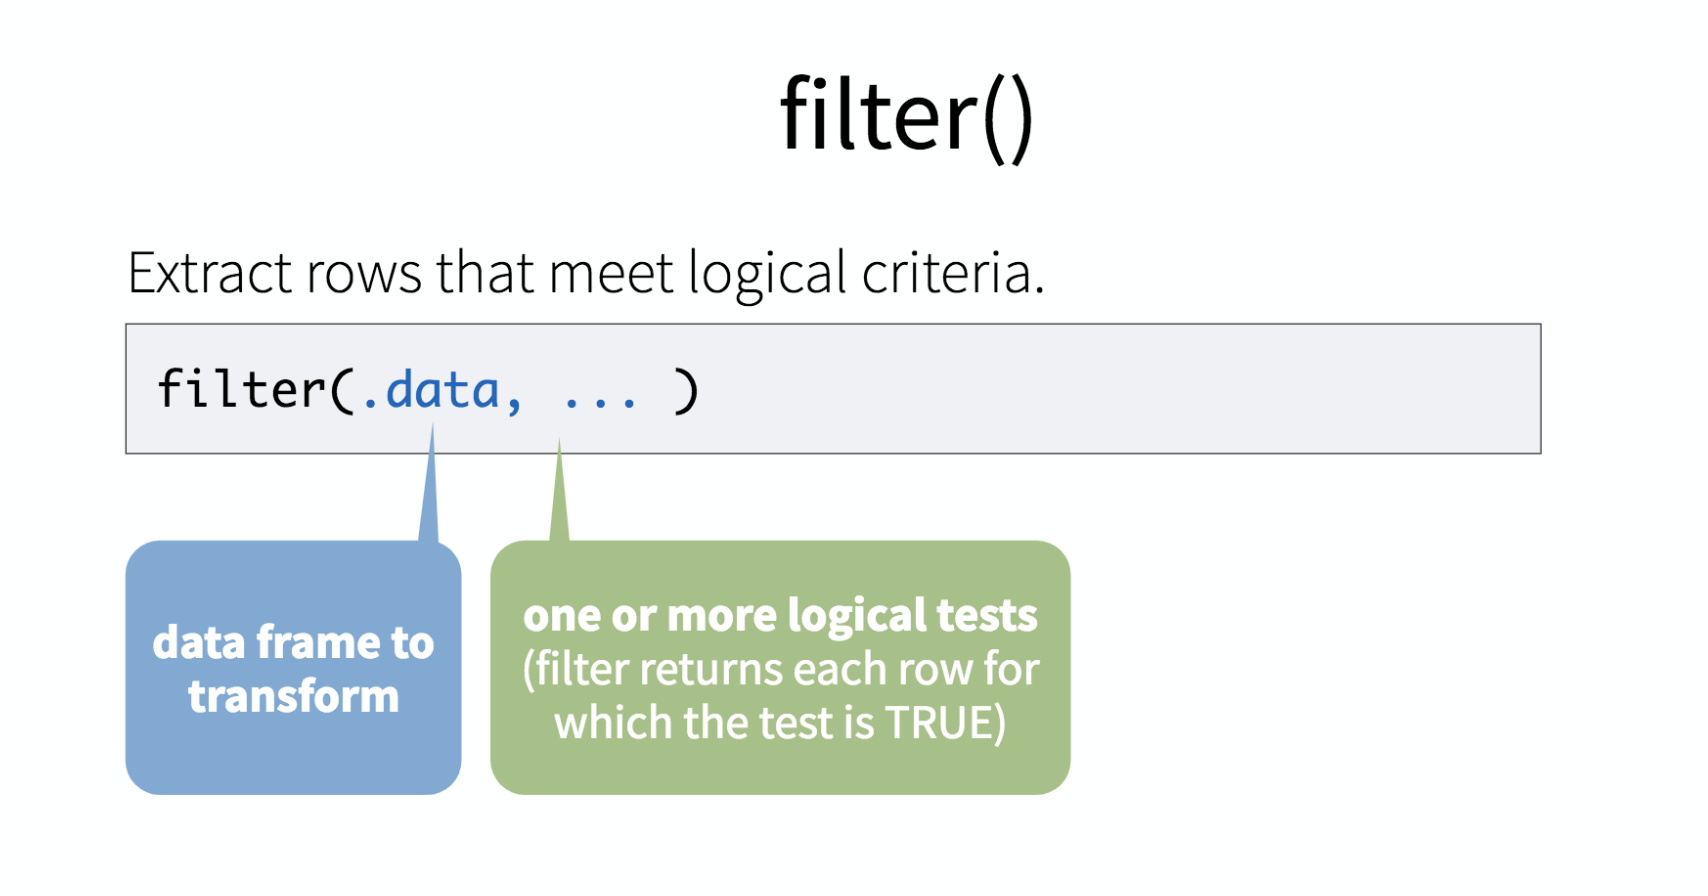 filter()
Extract rows that meet logical criteria.
filter(.data, ... )
data frame to
transform
one or more logical tests
(filter returns each row for
which the test is TRUE)